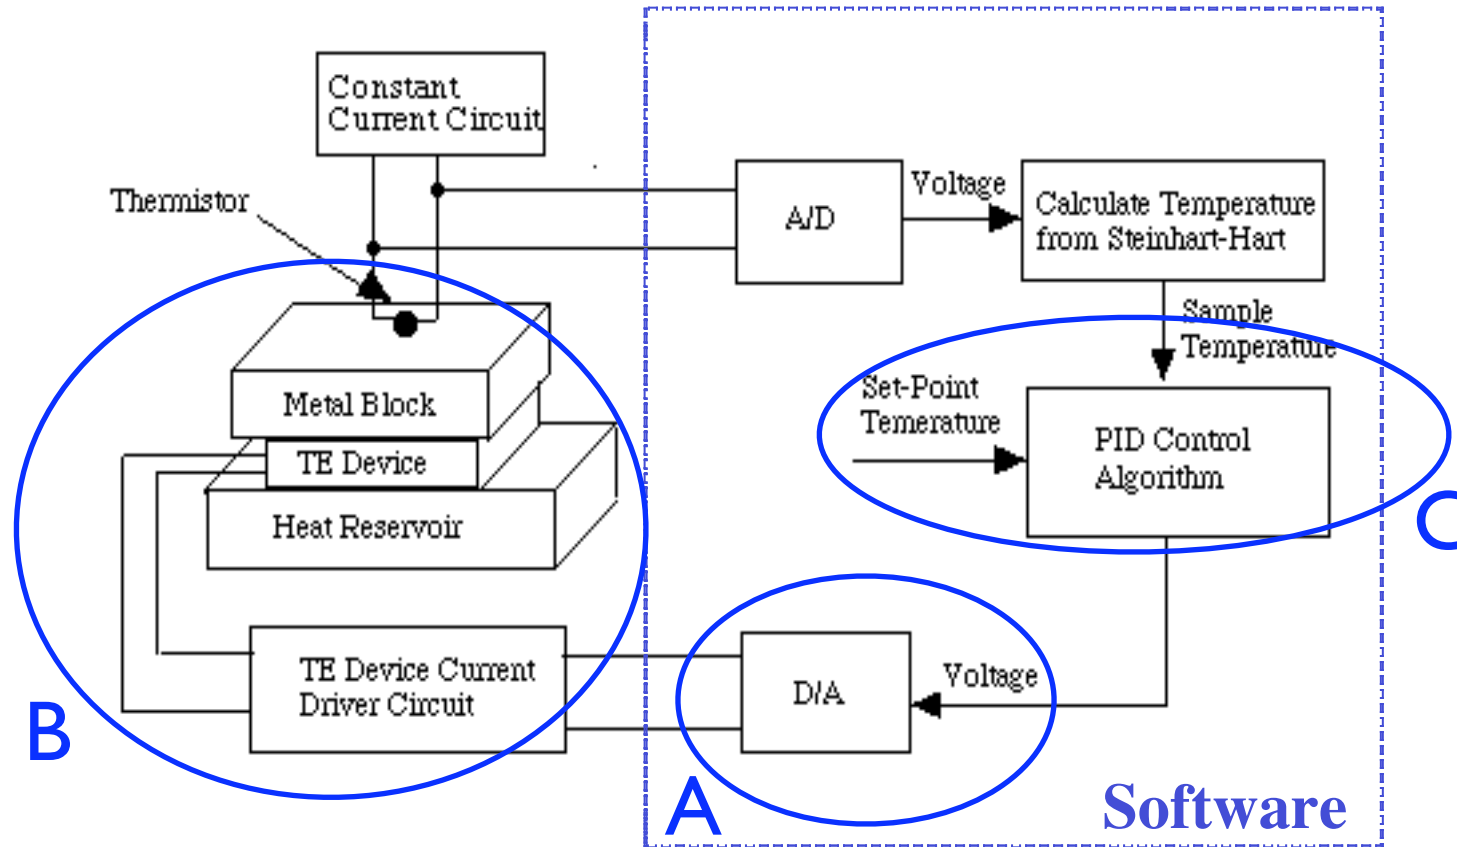 Constant
Current Circuit
Thermistor
A/D
Voltage
Calculate Temperature
from Steinhart-Hart
Sample
Temperature
Set-Point
Temerature
PID Control
Algorithm
C
Metal Block
TE Device
Heat Reservoir
TE Device Current
Driver Circuit
B
D/A
Voltage
A
Software